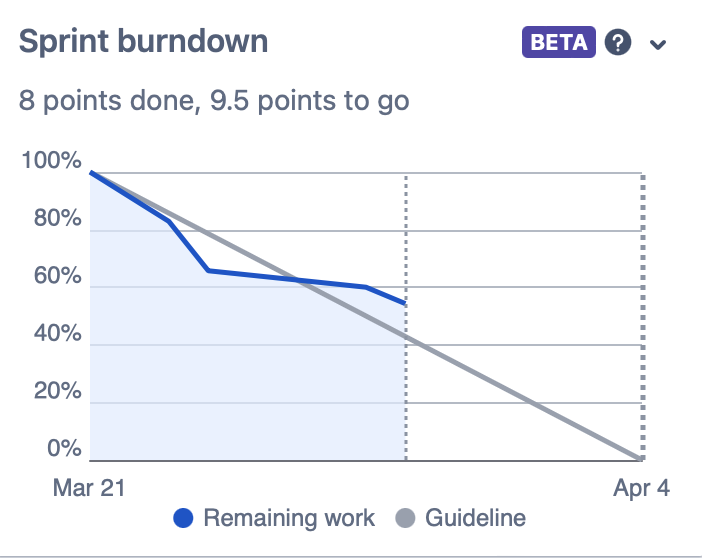 Sprint burndown BETA ?
8 points done, 9.5 points to go
100%
80%
60%
40%
20%
0%
Mar 21 Apr 4
Remaining work Guideline